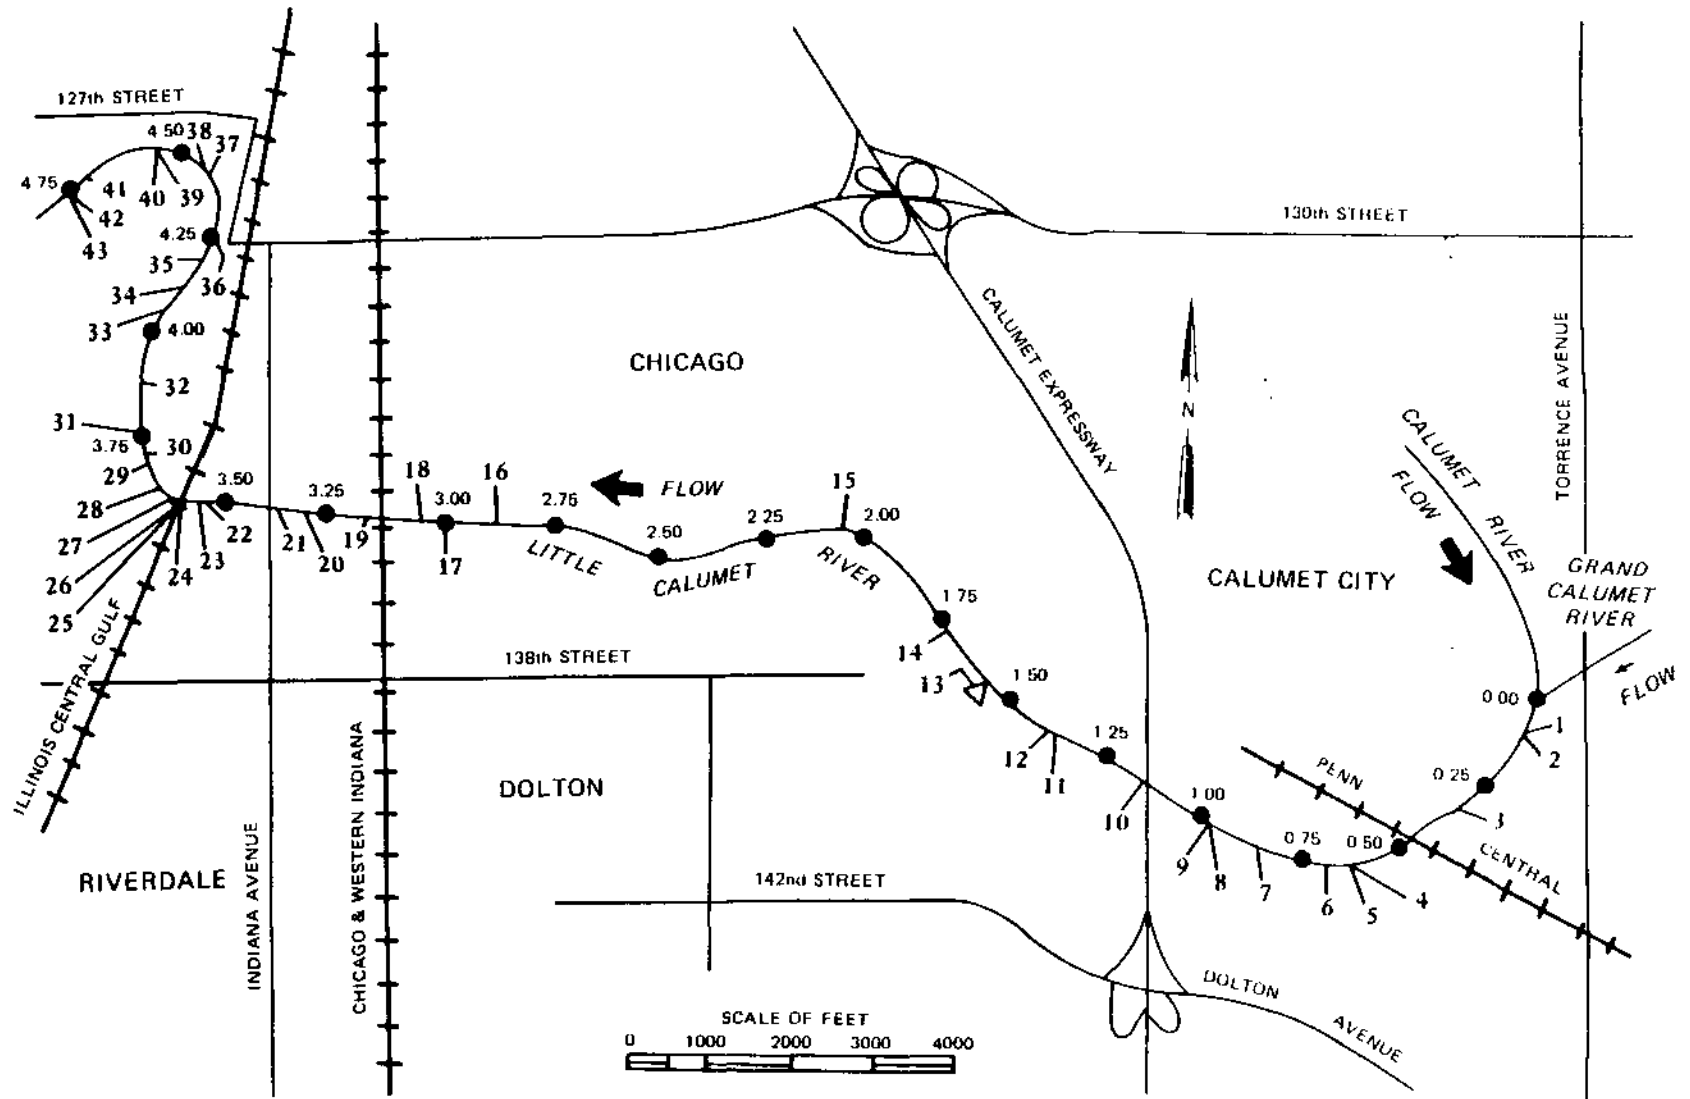 127th STREET
4 50
38
37
4 75
41
40
39
42
43
4.25
35
36
34
33
4.00
32
31
3.75
30
29
28
27
26
25
24
23
22
3.50
21
20
3.25
19
18
3.00
17
16
2.75
FLOW
15
2.00
2 25
2.50
LITTLE
CALUMET
RIVER
CHICAGO
130th STREET
CALUMET EXPRESSWAY
N
TORRENCE AVENUE
CALUMET
RIVER
FLOW
CALUMET CITY
GRAND
CALUMET
RIVER
FLOW
0 00
1
2
0 25
3
PENN
CENTRAL
0 50
4
5
6
0 75
7
8
9
1 00
10
1 25
11
12
1 50
13
14
1 75
138th STREET
ILLINOIS CENTRAL GULF
DOLTON
RIVERDALE
INDIANA AVENUE
CHICAGO & WESTERN INDIANA
142nd STREET
DOLTON
AVENUE
SCALE OF FEET
0 1000 2000 3000 4000